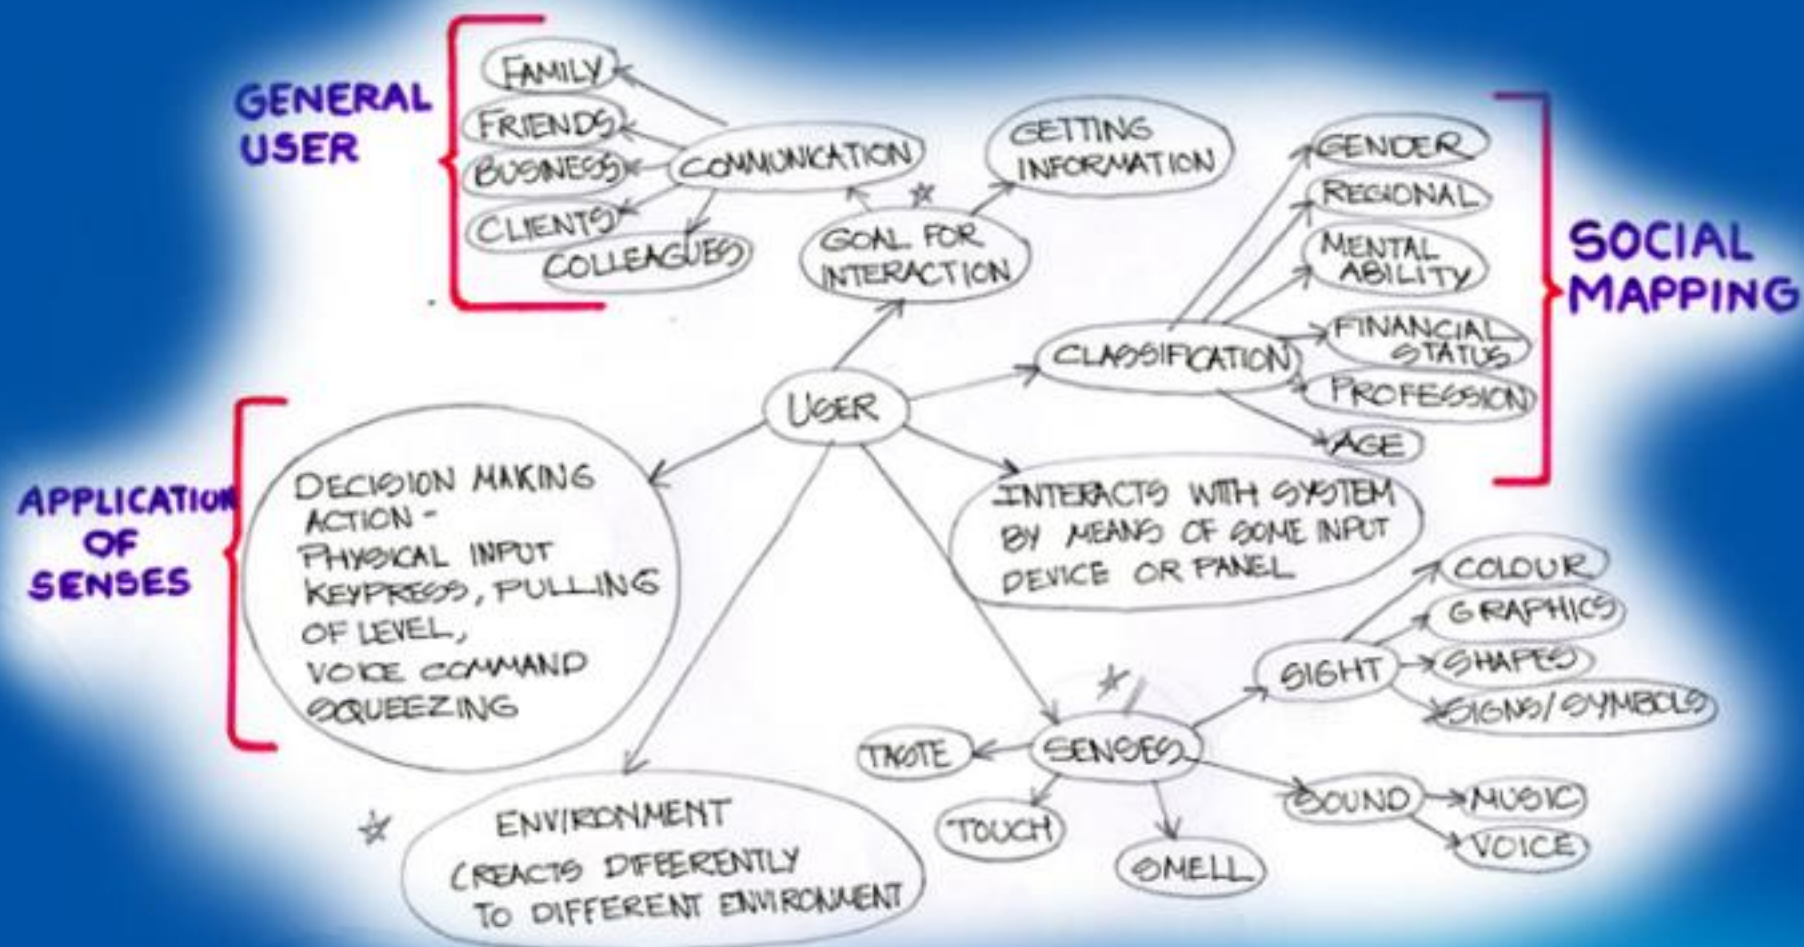 GENERAL
USER
FAMILY
FRIENDS
BUSINESS
CLIENTS
COLLEAGUES
COMMUNICATION
GETTING
INFORMATION
GOAL FOR
INTERACTION
GENDER
REGIONAL
MENTAL
ABILITY
FINANCIAL
STATUS
PROFESSION
AGE
SOCIAL
MAPPING
CLASSIFICATION
USER
APPLICATION
OF
SENSES
DECISION MAKING
ACTION -
PHYSICAL INPUT
KEYPRESS, PULLING
OF LEVEL,
VOICE COMMAND
SQUEEZING
INTERACTS WITH SYSTEM
BY MEANS OF SOME INPUT
DEVICE OR PANEL
COLOUR
GRAPHICS
SHAPES
SIGNS/SYMBOLS
SIGHT
SENSES
TASTE
TOUCH
SMELL
SOUND
MUSIC
VOICE
ENVIRONMENT
(REACTS DIFFERENTLY
TO DIFFERENT ENVIRONMENT